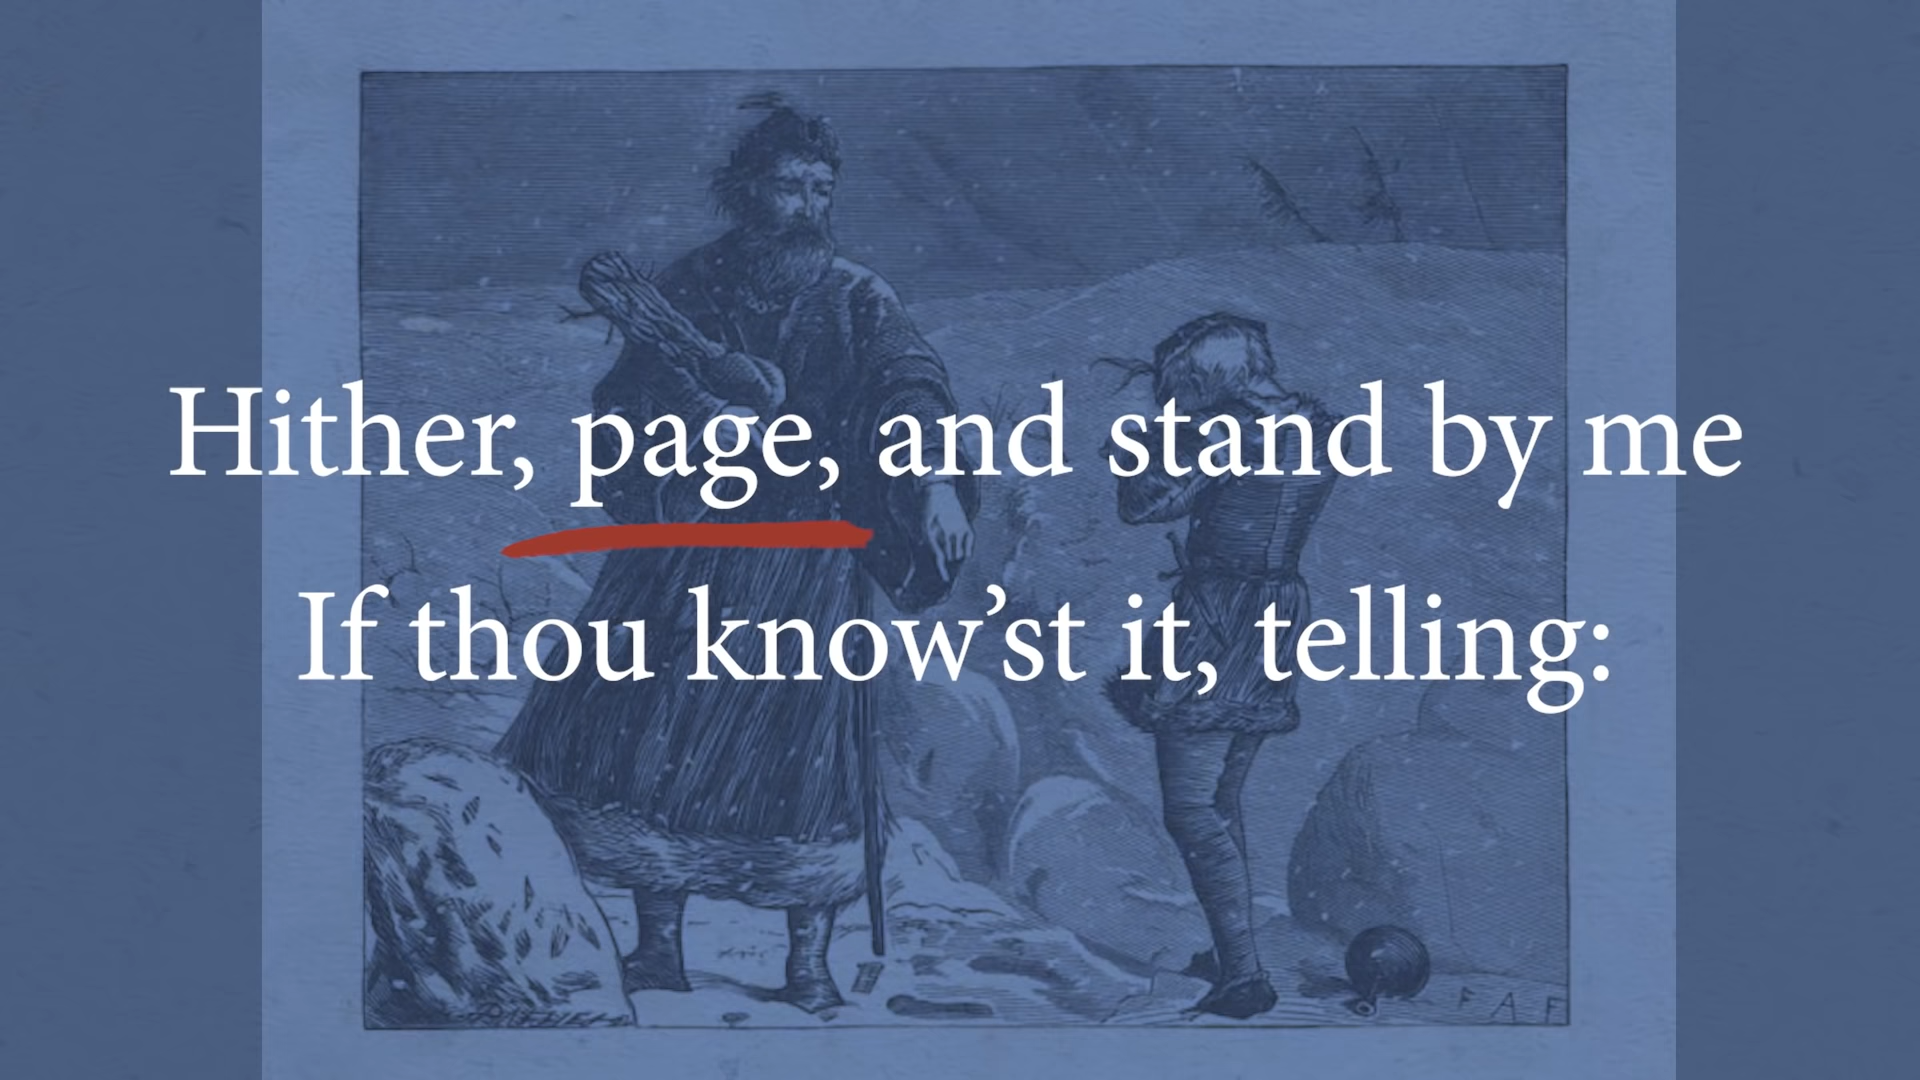 Hither, page, and stand by me
If thou know’st it, telling:
F A F